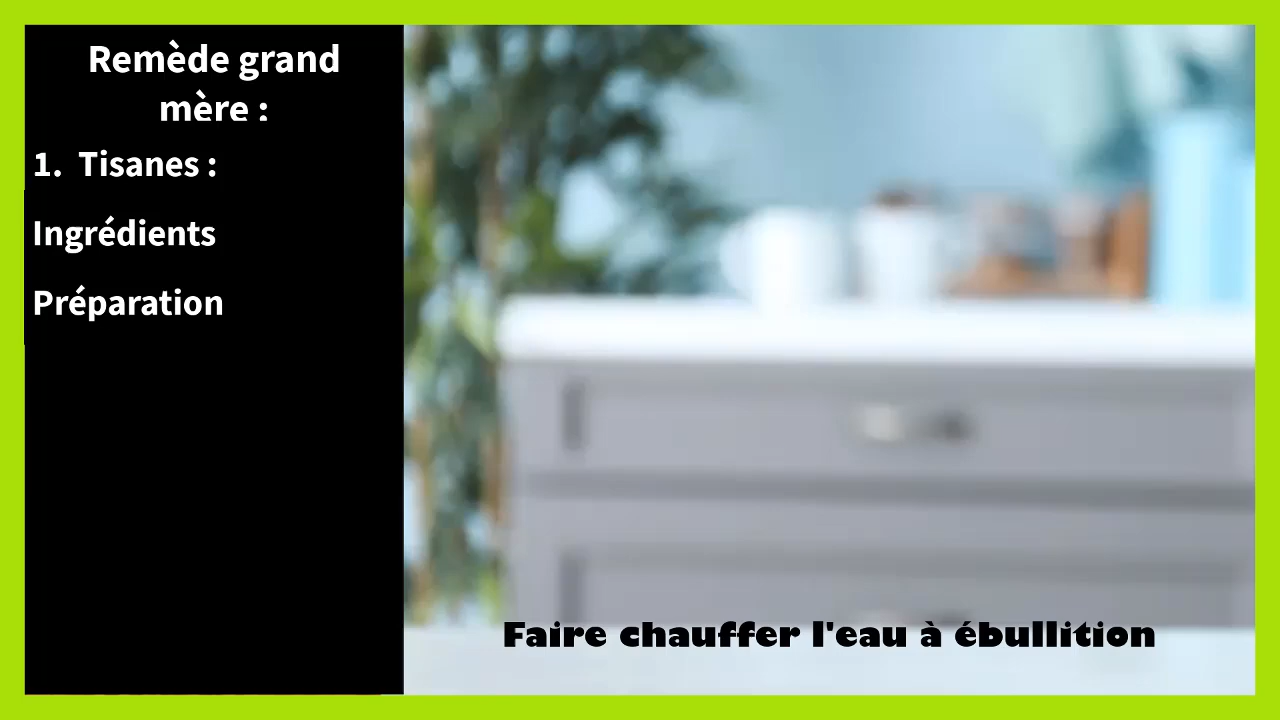 Remède grand
mère :
1. Tisanes :
Ingrédients
Préparation
Faire chauffer l'eau à ébullition